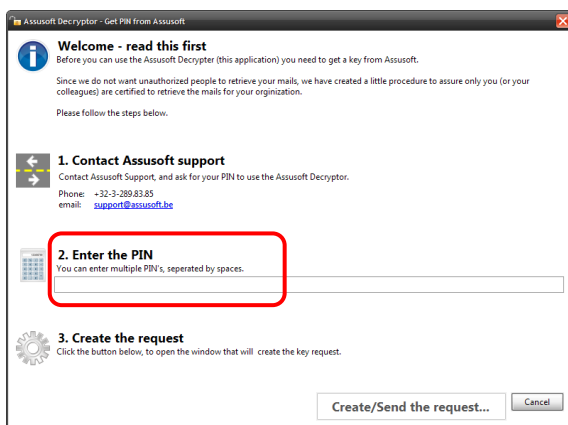 Assusoft Decryptor - Get PIN from Assusoft
Welcome - read this first
Before you can use the Assusoft Decrypter (this application) you need to get a key from Assusoft.
Since we do not want unauthorized people to retrieve your mails, we have created a little procedure to assure only you (or your
colleagues) are certified to retrieve the mails for your orginization.
Please follow the steps below.
1. Contact Assusoft support
Contact Assusoft Support, and ask for your PIN to use the Assusoft Decryptor.
Phone: +32-3-289.83.85
email: support@assusoft.be
2. Enter the PIN
You can enter multiple PIN's, seperated by spaces.
3. Create the request
Click the button below, to open the window that will create the key request.
Create/Send the request...
Cancel